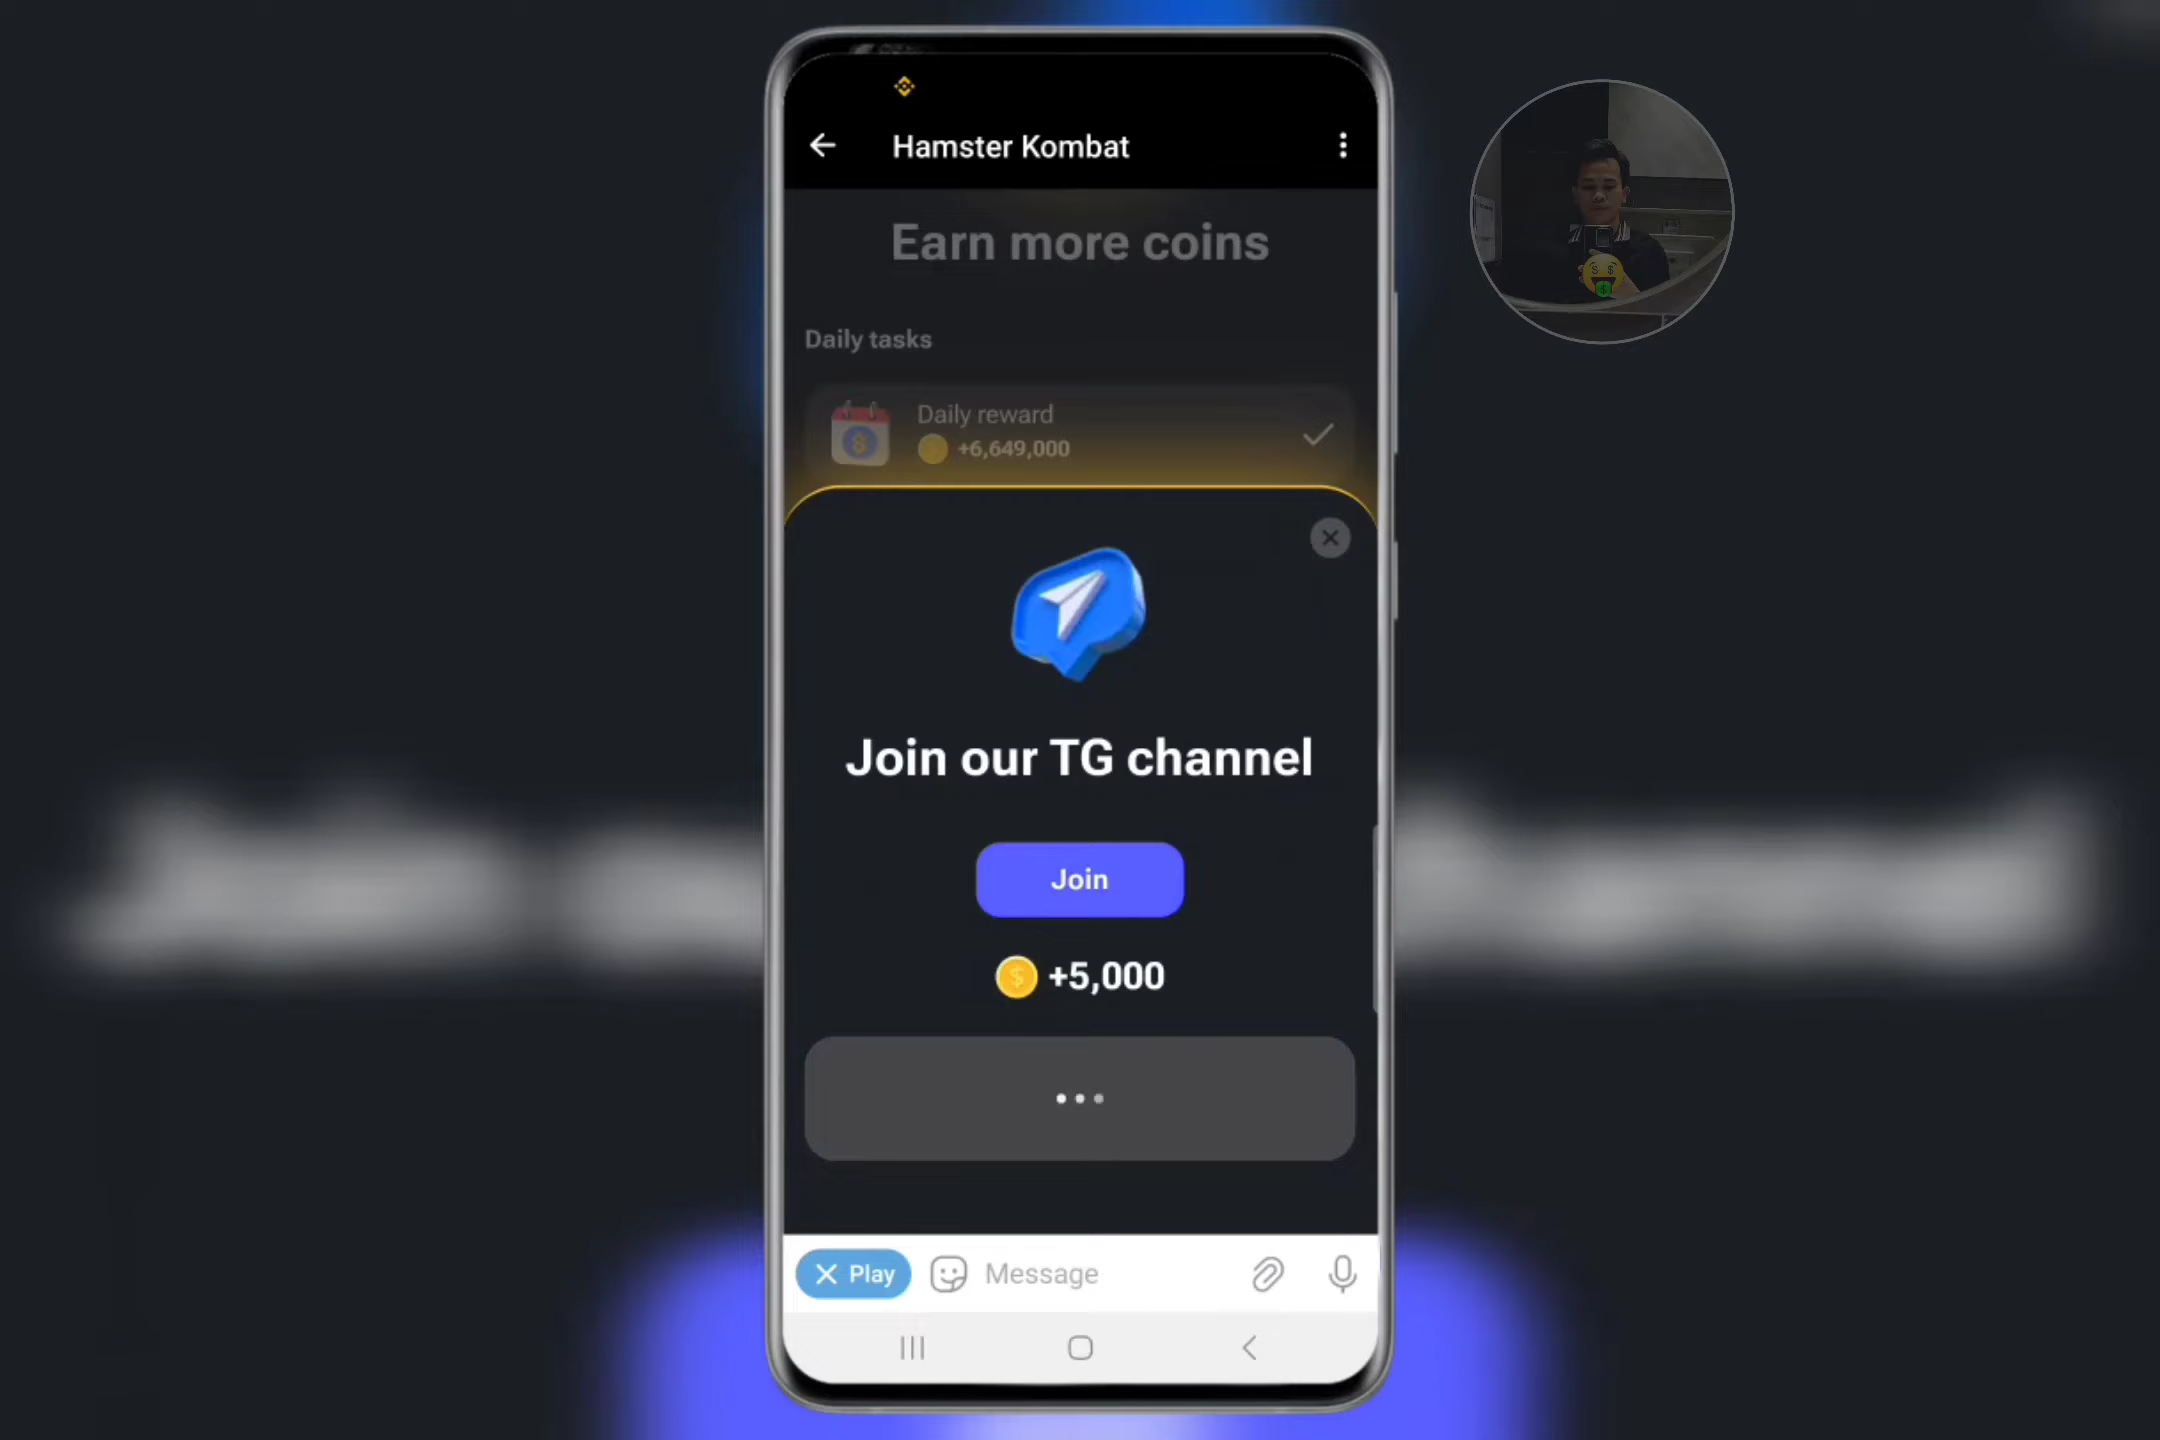 Hamster Kombat
Earn more coins
Daily tasks
Daily reward
+6,649,000
Join our TG channel
Join
+5,000
Play
Message